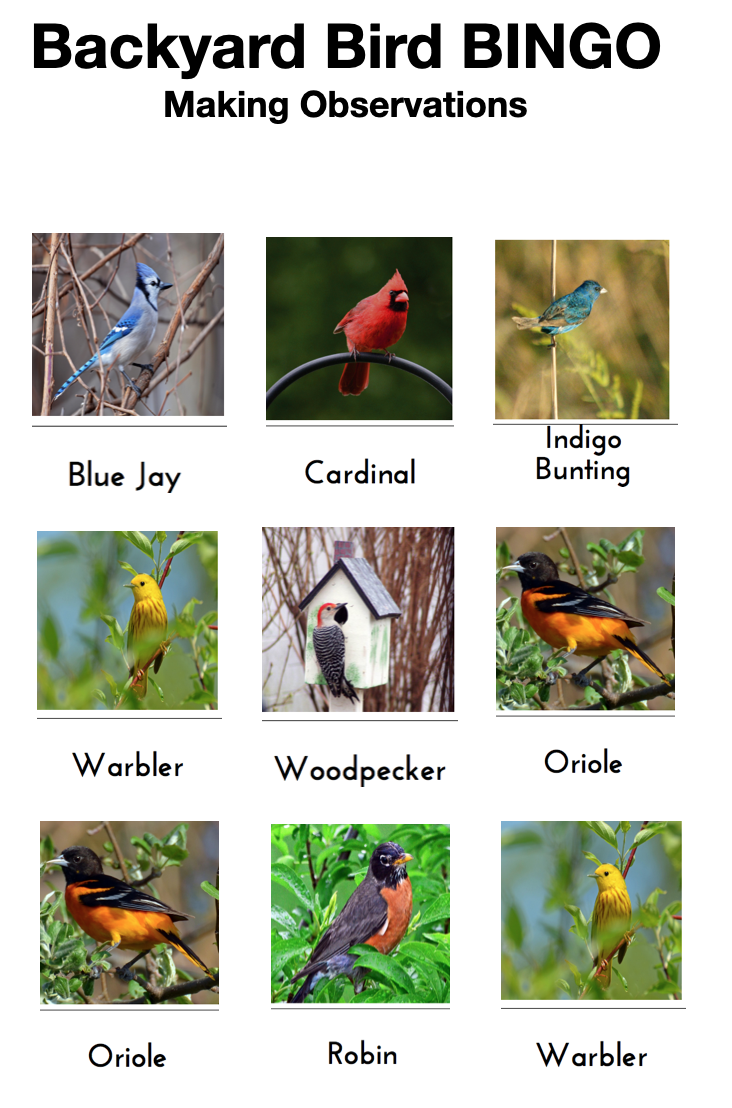 Backyard Bird BINGO
Making Observations
Blue Jay
Cardinal
Indigo
Bunting
Warbler
Woodpecker
Oriole
Oriole
Robin
Warbler